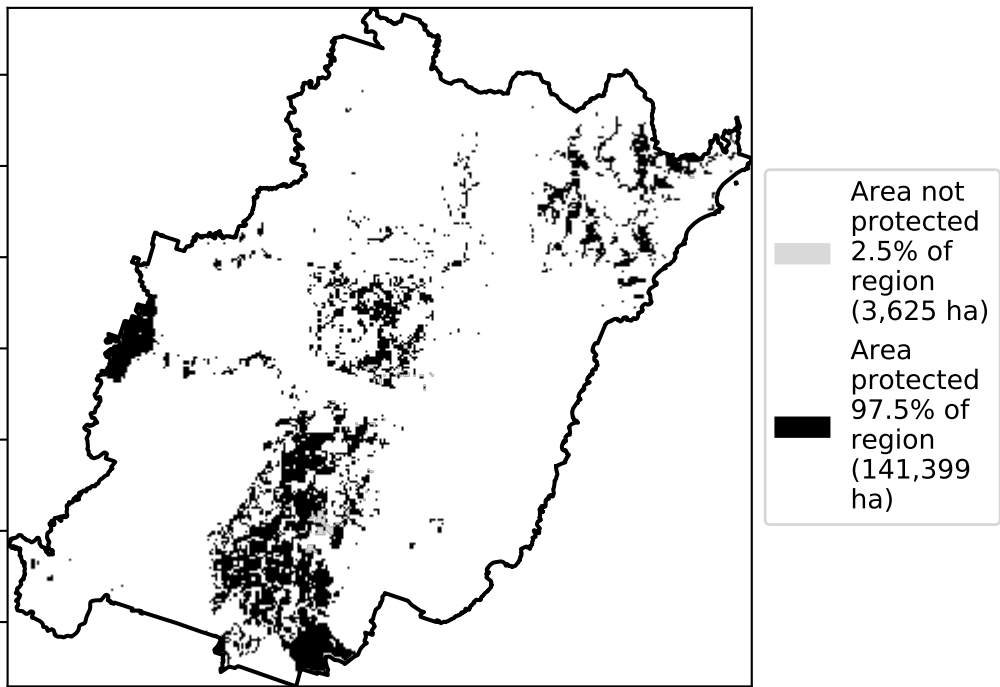 Area not
protected
2.5% of
region
(3,625 ha)
Area
protected
97.5% of
region
(141,399
ha)